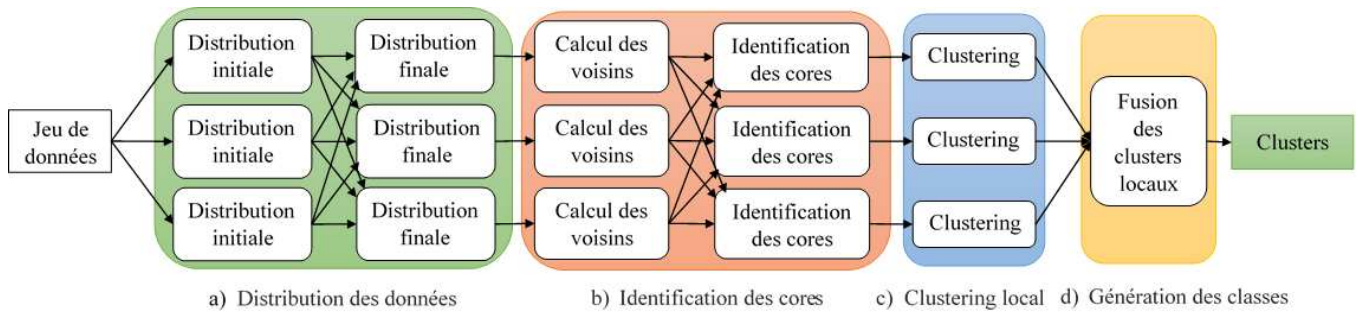 Jeu de
données
Distribution
initiale
Distribution
initiale
Distribution
initiale
Distribution
finale
Distribution
finale
Distribution
finale
a) Distribution des données
Calcul des
voisins
Calcul des
voisins
Calcul des
voisins
Identification
des cores
Identification
des cores
Identification
des cores
b) Identification des cores
Clustering
Clustering
Clustering
c) Clustering local
Fusion
des
clusters
locaux
d) Génération des classes
Clusters